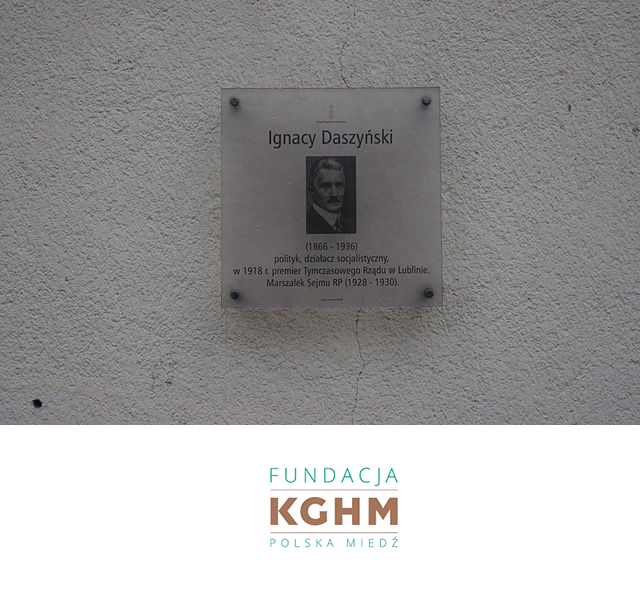 Ignacy Daszyński
(1866 - 1936)
polityk, działacz socjalistyczny,
w 1918 r. premier Tymczasowego Rządu w Lublinie.
Marszałek Sejmu RP (1928 - 1930).
FUNDACJA
KGHM
POLSKA MIEDŹ